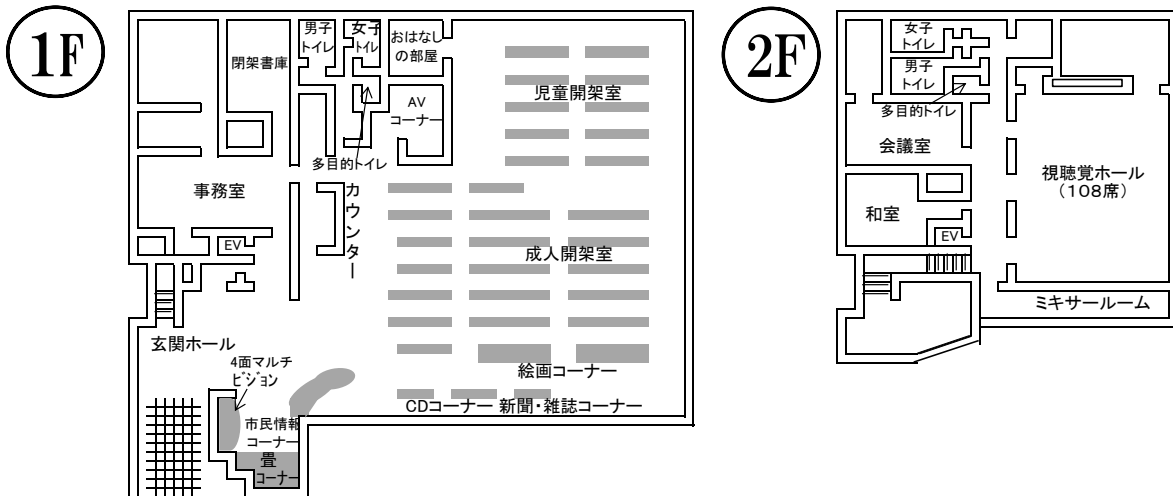 1F
男子
トイレ
女子
トイレ
おはなし
の部屋
閉架書庫
AV
コーナー
児童開架室
多目的トイレ
事務室
カウンター
EV
成人開架室
玄関ホール
4面マルチ
ビジョン
絵画コーナー
CDコーナー 新聞・雑誌コーナー
市民情報
コーナー
畳
コーナー
2F
女子
トイレ
男子
トイレ
多目的トイレ
会議室
視聴覚ホール
(108席)
和室
EV
ミキサールーム